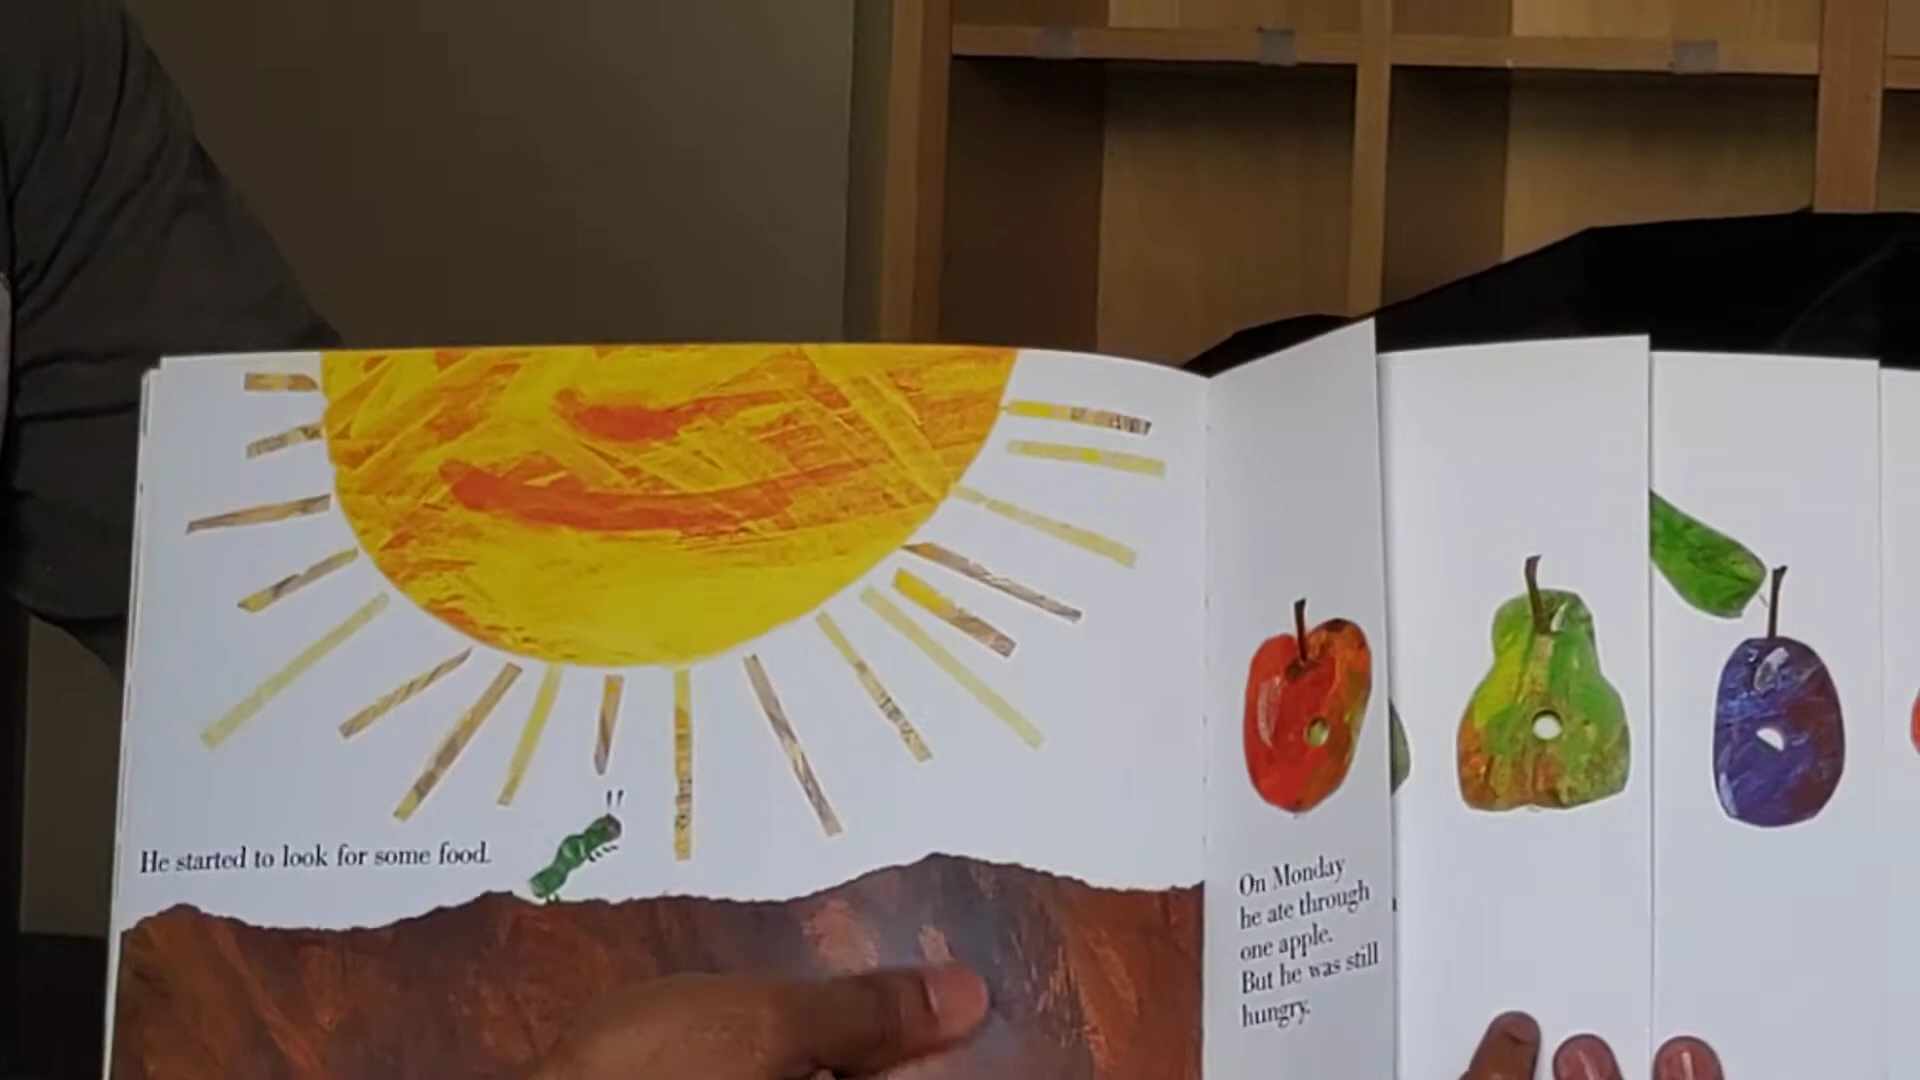 He started to look for some food.
On Monday
he ate through
one apple.
But he was still
hungry.